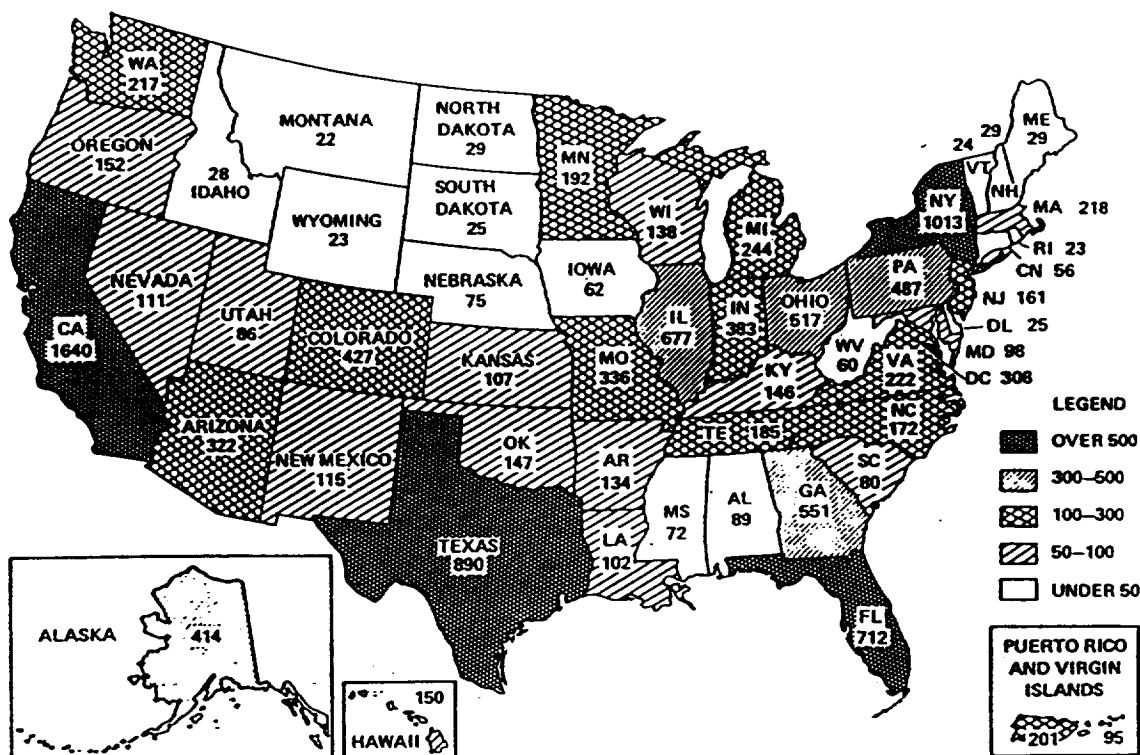 WA
217
MONTANA
22
NORTH
DAKOTA
29
MN
192
OREGON
152
28
IDAHO
WYOMING
23
SOUTH
DAKOTA
25
WI
138
MI
244
24
29
ME
29
VT
NH
NY
1013
MA 218
RI 23
CN 56
PA
487
NJ 161
DL 25
MD 98
DC 308
NEVADA
111
UTAH
86
CA
1640
COLORADO
427
NEBRASKA
75
IOWA
62
IL
677
IN
383
OHIO
517
WV
60
VA
222
KANSAS
107
MO
336
KY
146
NC
172
ARIZONA
322
NEW MEXICO
115
OK
147
AR
134
TE 185
SC
80
MS
72
AL
89
GA
551
TEXAS
890
LA
102
FL
712
ALASKA
414
150
HAWAII
LEGEND
OVER 500
300–500
100–300
50–100
UNDER 50
PUERTO RICO
AND VIRGIN
ISLANDS
201 95